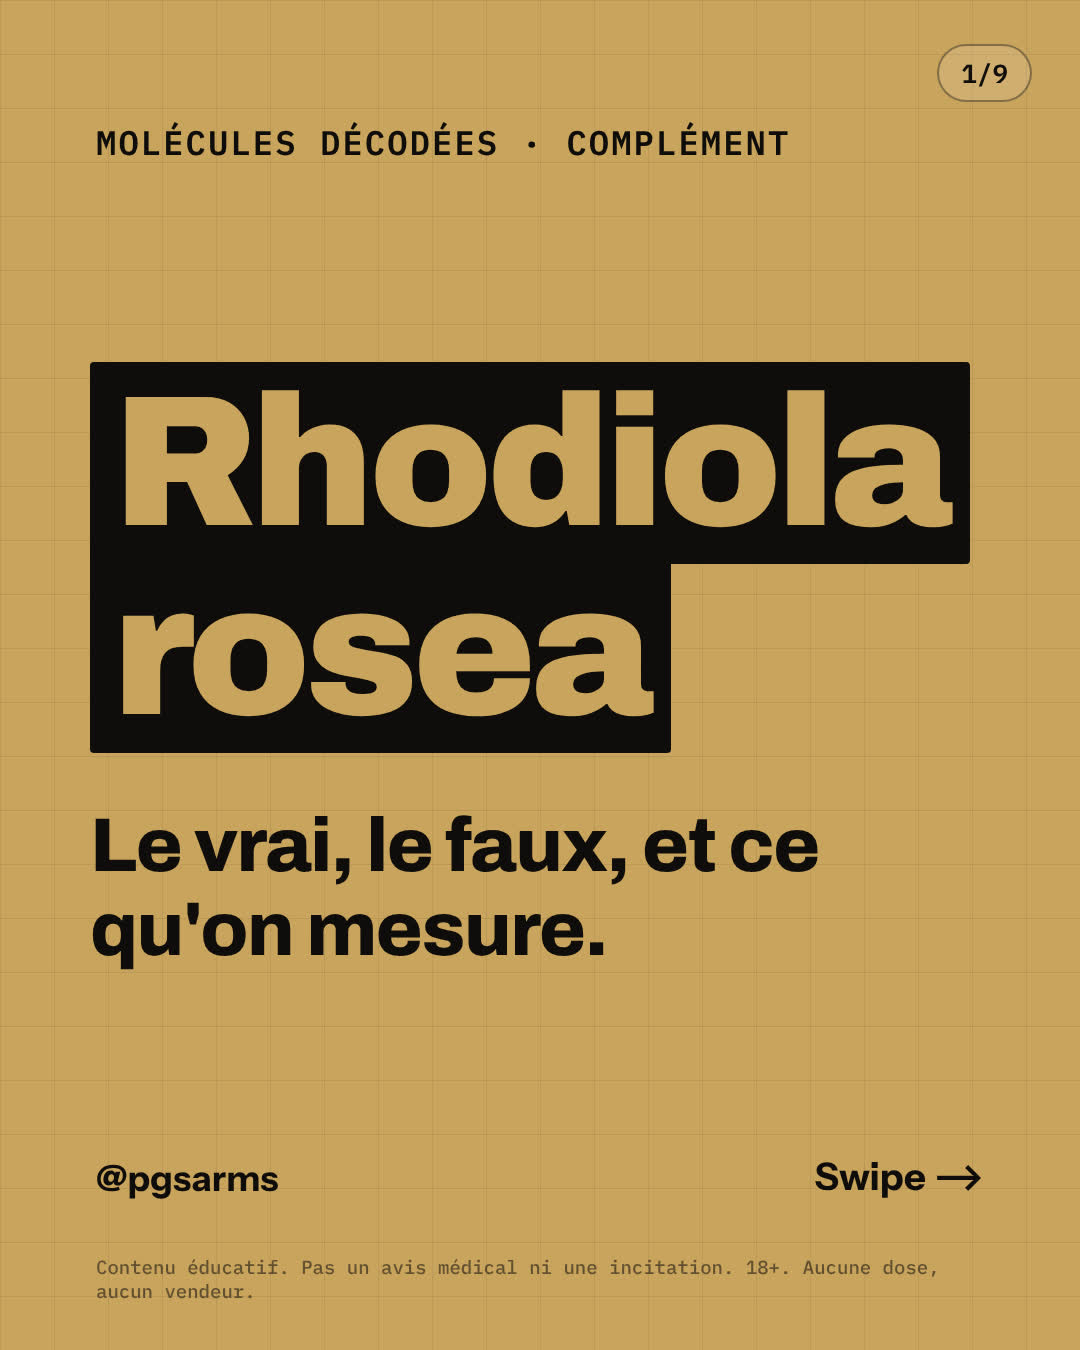 1/9
MOLÉCULES DÉCODÉES · COMPLÉMENT
Rhodiola
rosea
Le vrai, le faux, et ce
qu'on mesure.
@pgsarms
Swipe →
Contenu éducatif. Pas un avis médical ni une incitation. 18+. Aucune dose,
aucun vendeur.